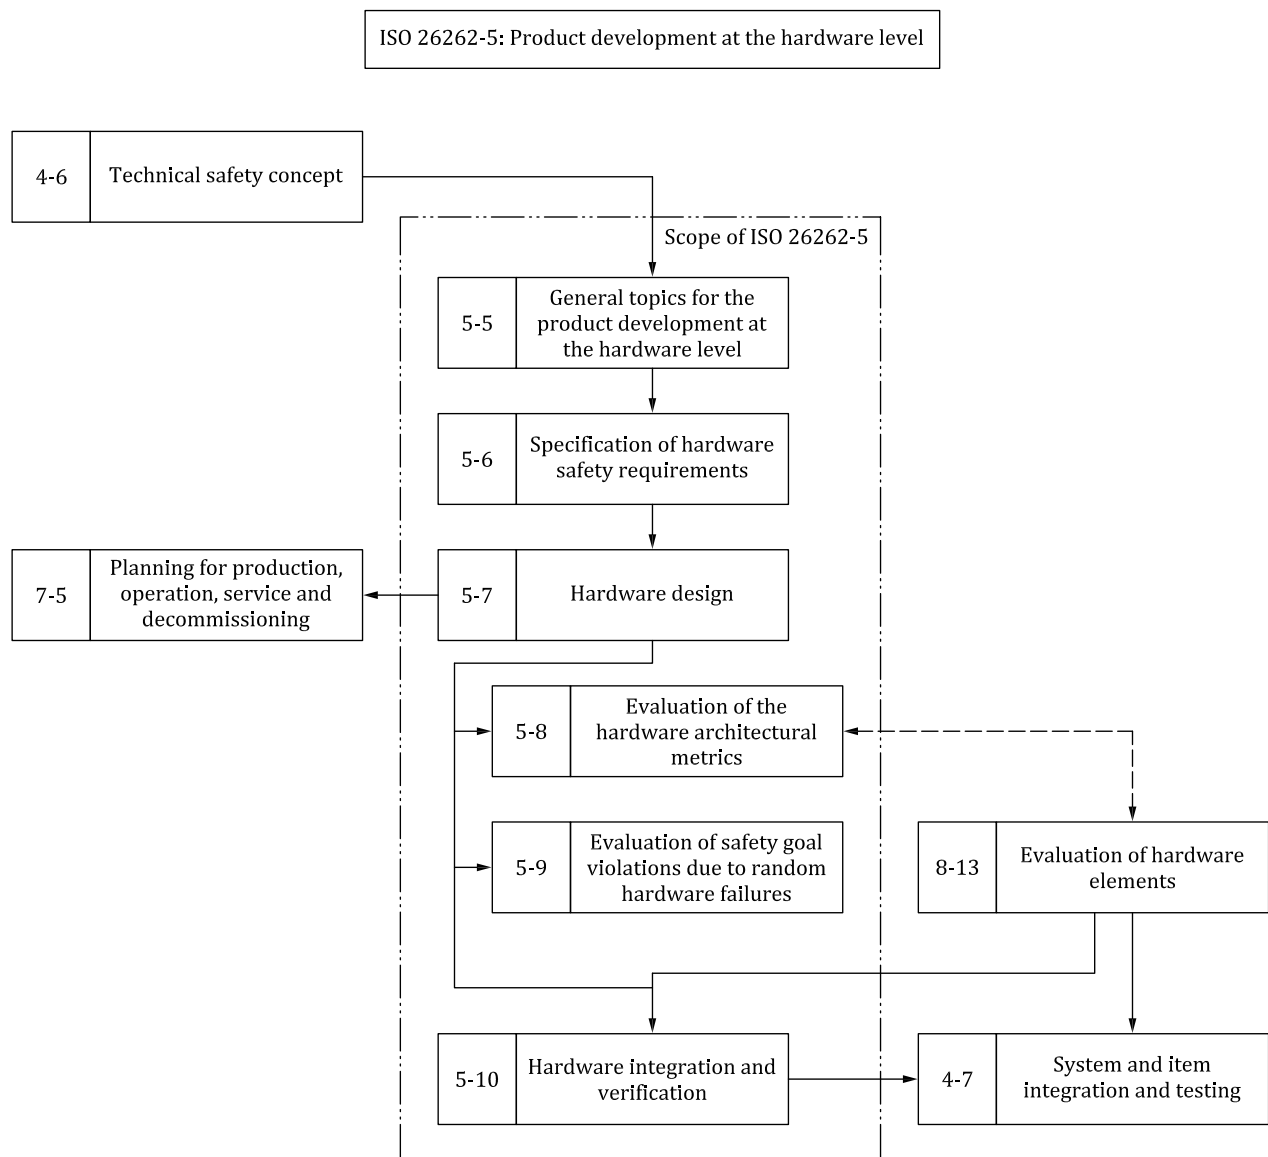 ISO 26262-5: Product development at the hardware level
4-6
Technical safety concept
Scope of ISO 26262-5
5-5
General topics for the
product development at
the hardware level
5-6
Specification of hardware
safety requirements
7-5
Planning for production,
operation, service and
decommissioning
5-7
Hardware design
5-8
Evaluation of the
hardware architectural
metrics
5-9
Evaluation of safety goal
violations due to random
hardware failures
8-13
Evaluation of hardware
elements
5-10
Hardware integration and
verification
4-7
System and item
integration and testing